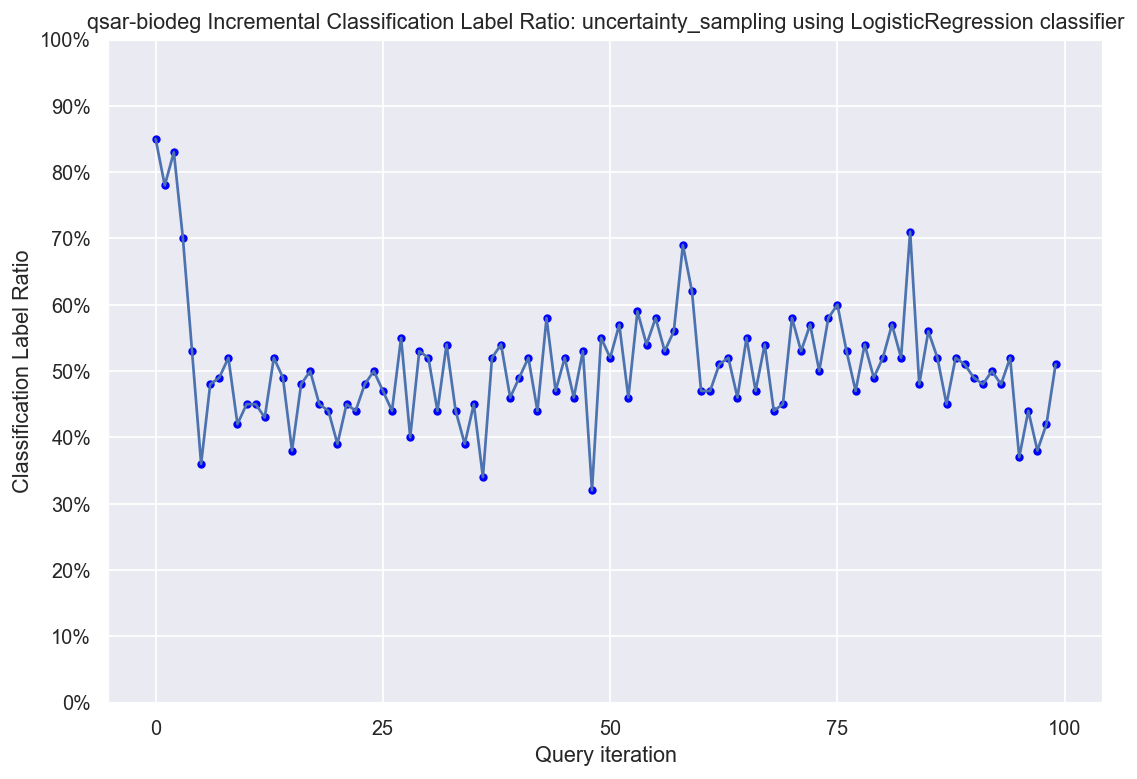 qsar-biodeg Incremental Classification Label Ratio: uncertainty_sampling using LogisticRegression classifier
100%
90%
80%
70%
60%
50%
40%
30%
20%
10%
0%
Classification Label Ratio
0 25 50 75 100
Query iteration